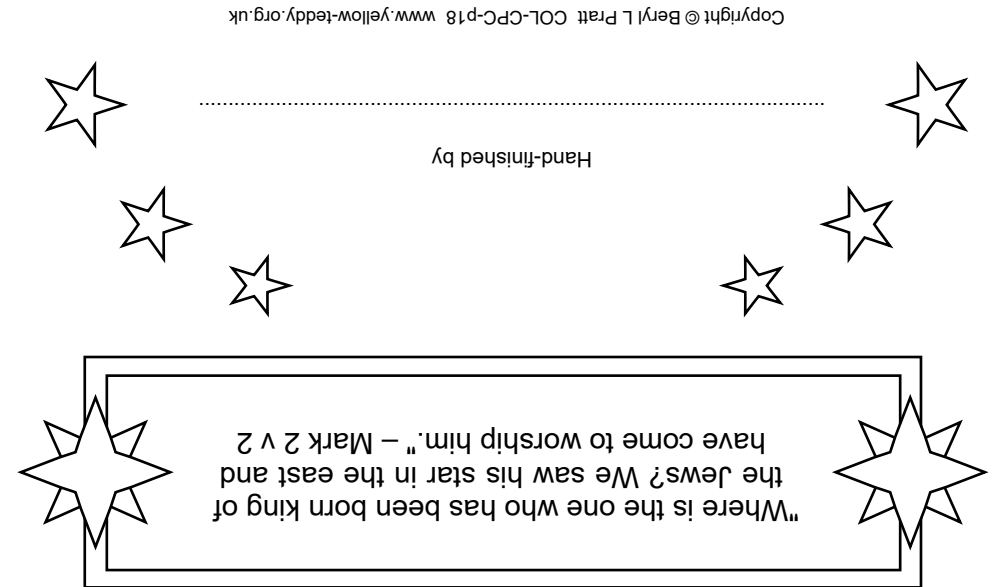 "Where is the one who has been born king of
the Jews? We saw his star in the east and
have come to worship him." – Mark 2 v 2
Hand-finished by
Copyright © Beryl L Pratt COL-CPC-p18 www.yellow-teddy.org.uk